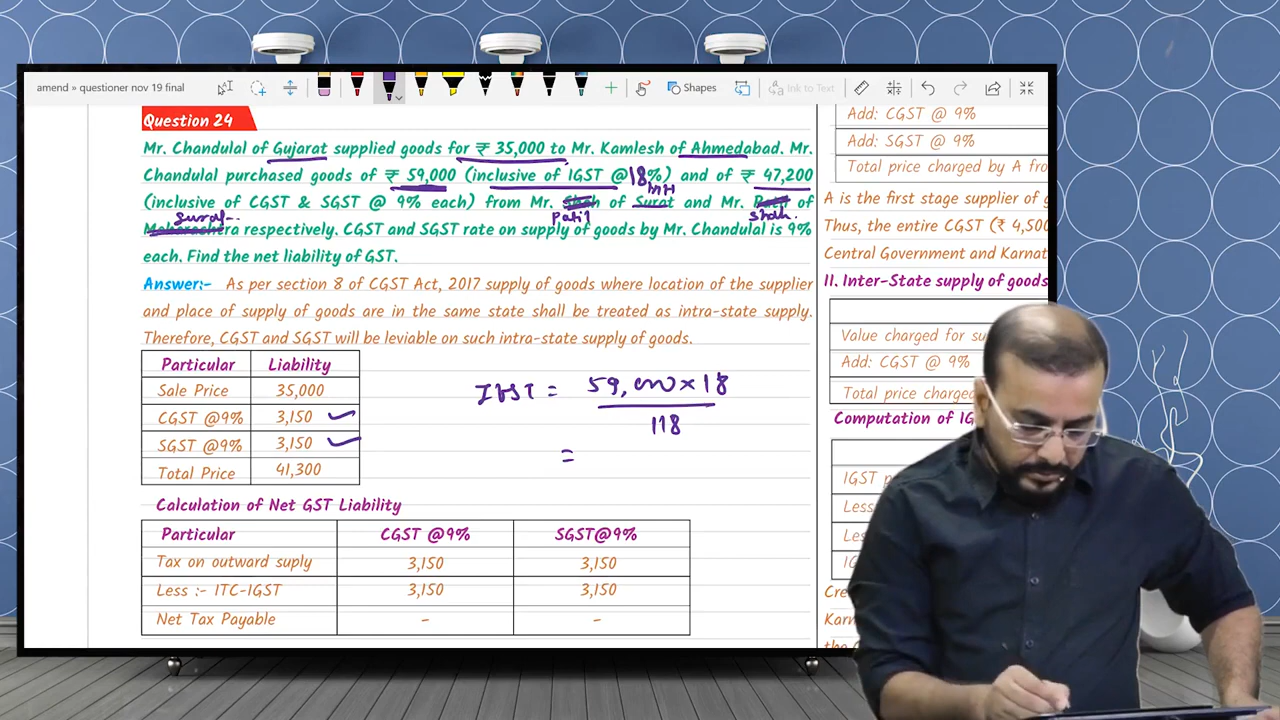 amend » questioner nov 19 final
Shapes
Ink to Text
Question 24
Mr. Chandulal of Gujarat supplied goods for ₹ 35,000 to Mr. Kamlesh of Ahmedabad. Mr.
Chandulal purchased goods of ₹ 59,000 (inclusive of IGST @18%) and of ₹ 47,200
MH
(inclusive of CGST & SGST @ 9% each) from Mr. Shah of Surat and Mr. Patil of
Surat
Patil
Shah.
Maharashtra respectively. CGST and SGST rate on supply of goods by Mr. Chandulal is 9%
each. Find the net liability of GST.
Answer:- As per section 8 of CGST Act, 2017 supply of goods where location of the supplier
and place of supply of goods are in the same state shall be treated as intra-state supply.
Therefore, CGST and SGST will be leviable on such intra-state supply of goods.
Particular Liability
Sale Price 35,000
CGST @9% 3,150
SGST @9% 3,150
Total Price 41,300
IGST = 59,000 × 18
118
=
Calculation of Net GST Liability
Particular CGST @9% SGST@9%
Tax on outward suply 3,150 3,150
Less :- ITC-IGST 3,150 3,150
Net Tax Payable - -
Add: CGST @ 9%
Add: SGST @ 9%
Total price charged by A fro
A is the first stage supplier of g
Thus, the entire CGST (₹ 4,500
Central Government and Karnat
II. Inter-State supply of goods
Value charged for su
Add: CGST @ 9%
Total price charged
Computation of IG
IGST p
Less
Les
IG
Cre
Karn
the